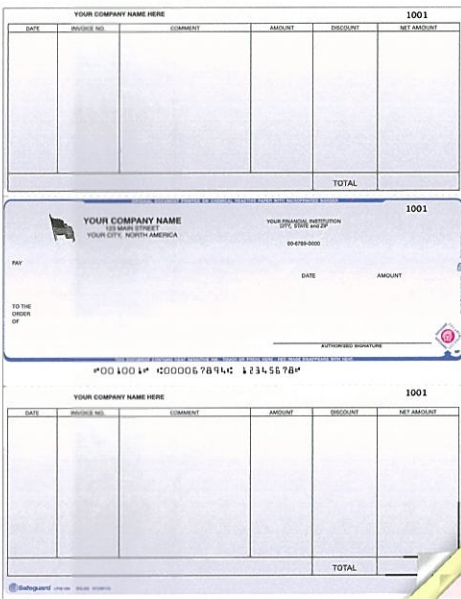 YOUR COMPANY NAME HERE 1001
DATE INVOICE NO. COMMENT AMOUNT DISCOUNT NET AMOUNT
TOTAL
1001
YOUR COMPANY NAME YOUR FINANCIAL INSTITUTION
123 MAIN STREET CITY, STATE and ZIP
YOUR CITY, NORTH AMERICA
00-6789-0000
PAY DATE AMOUNT
TO THE
ORDER
OF
AUTHORIZED SIGNATURE
⑈001001⑈ ⑆000067894⑆ 12345678⑈
YOUR COMPANY NAME HERE 1001
DATE INVOICE NO. COMMENT AMOUNT DISCOUNT NET AMOUNT
TOTAL
Safeguard